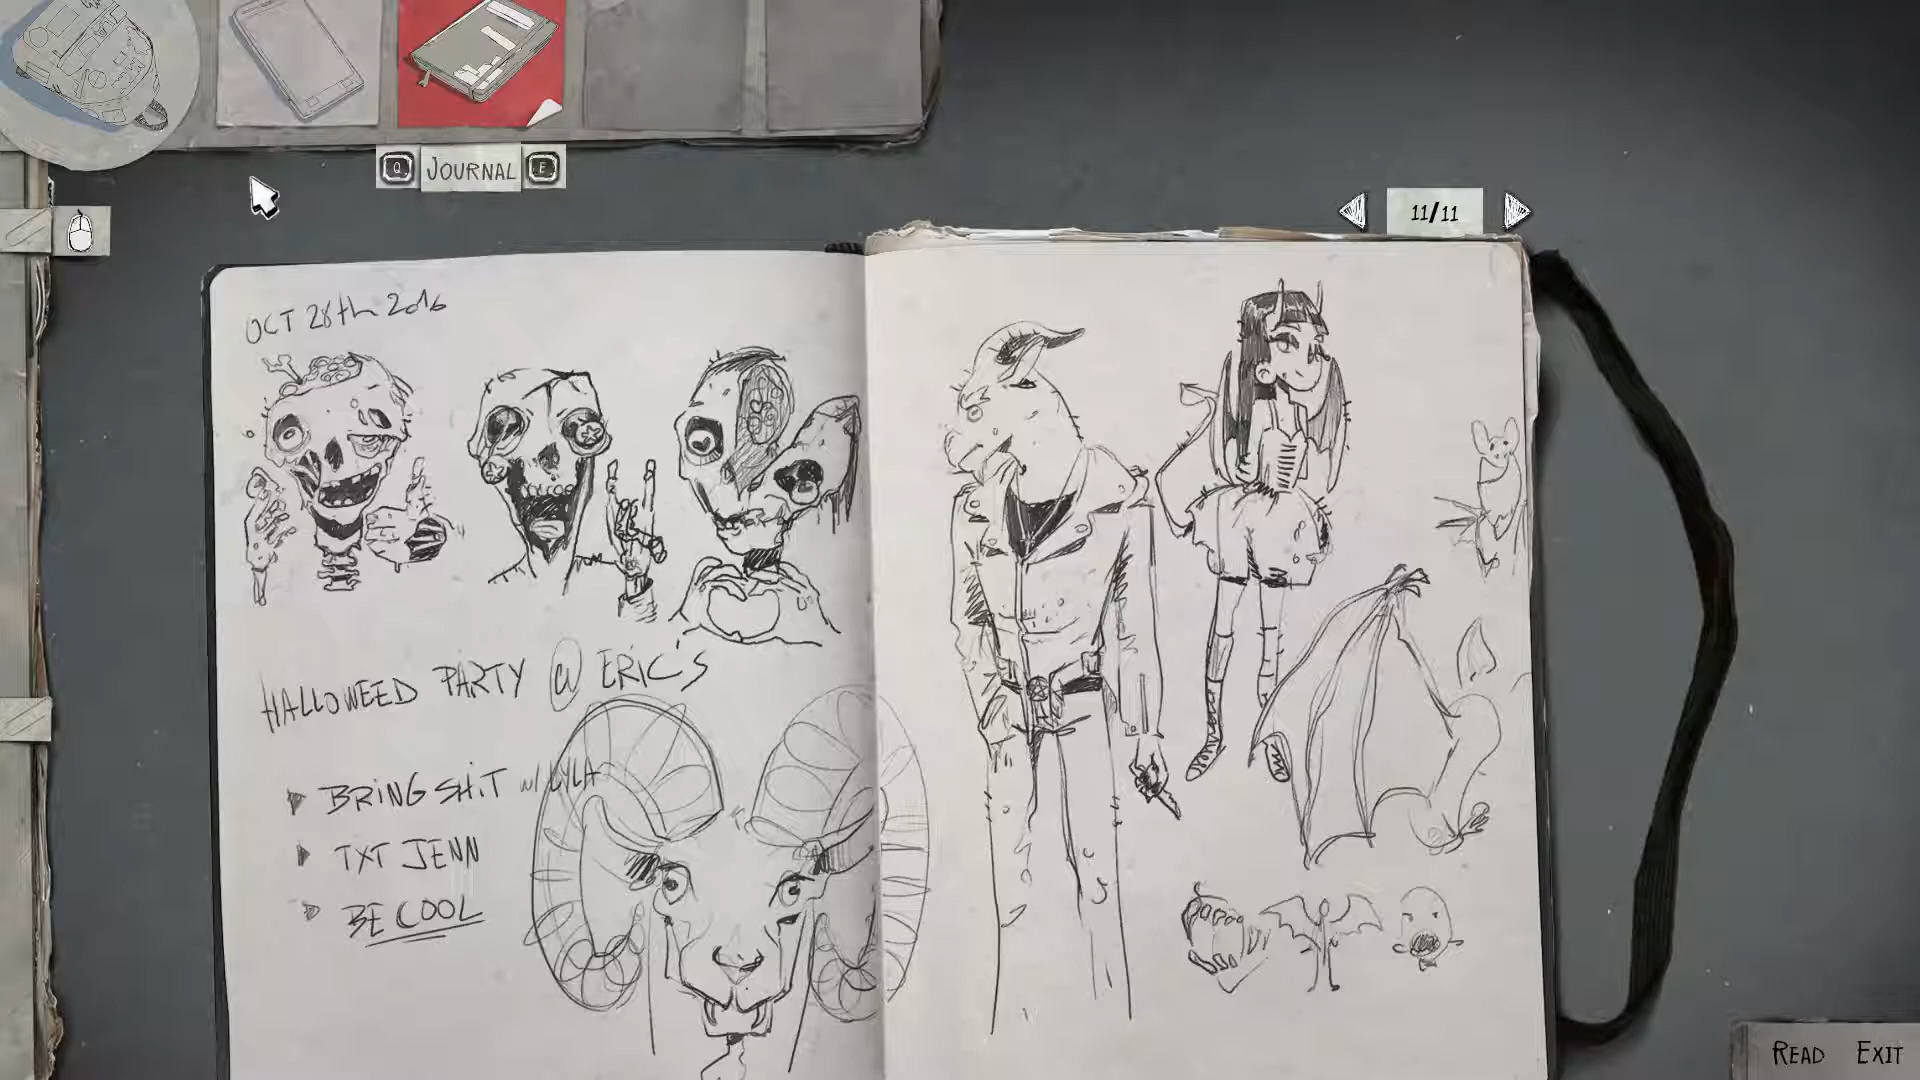 Q JOURNAL E
11/11
OCT 28th 2016
HALLOWEED PARTY @ ERIC'S
BRING SHIT w/ LYLA
TXT JENN
BE COOL
READ EXIT